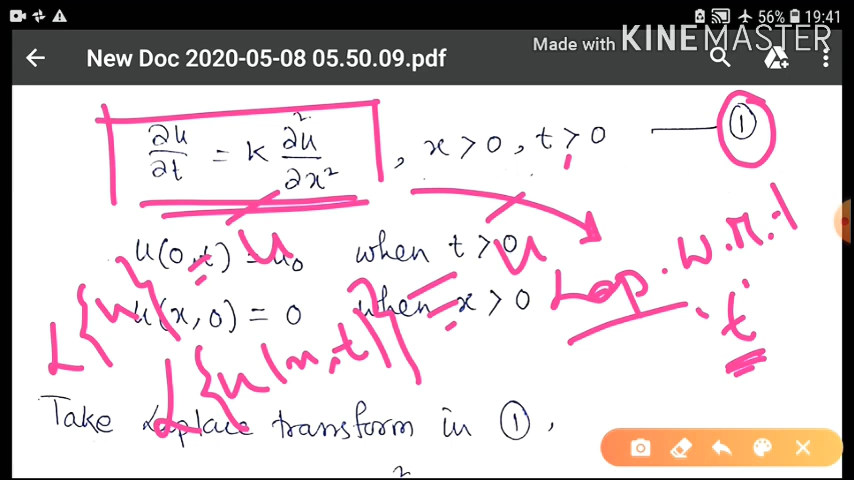 56% 19:41
Made with KINEMASTER
New Doc 2020-05-08 05.50.09.pdf
∂u/∂t = K ∂²u/∂x² , x > 0 , t > 0 — ①
u(0,t) = u₀ when t > 0
u(x,0) = 0 when x > 0
Lap. W.r.t
t
L{u} = u
L{u(x,t)} = u
Take Laplace transform in ① ,